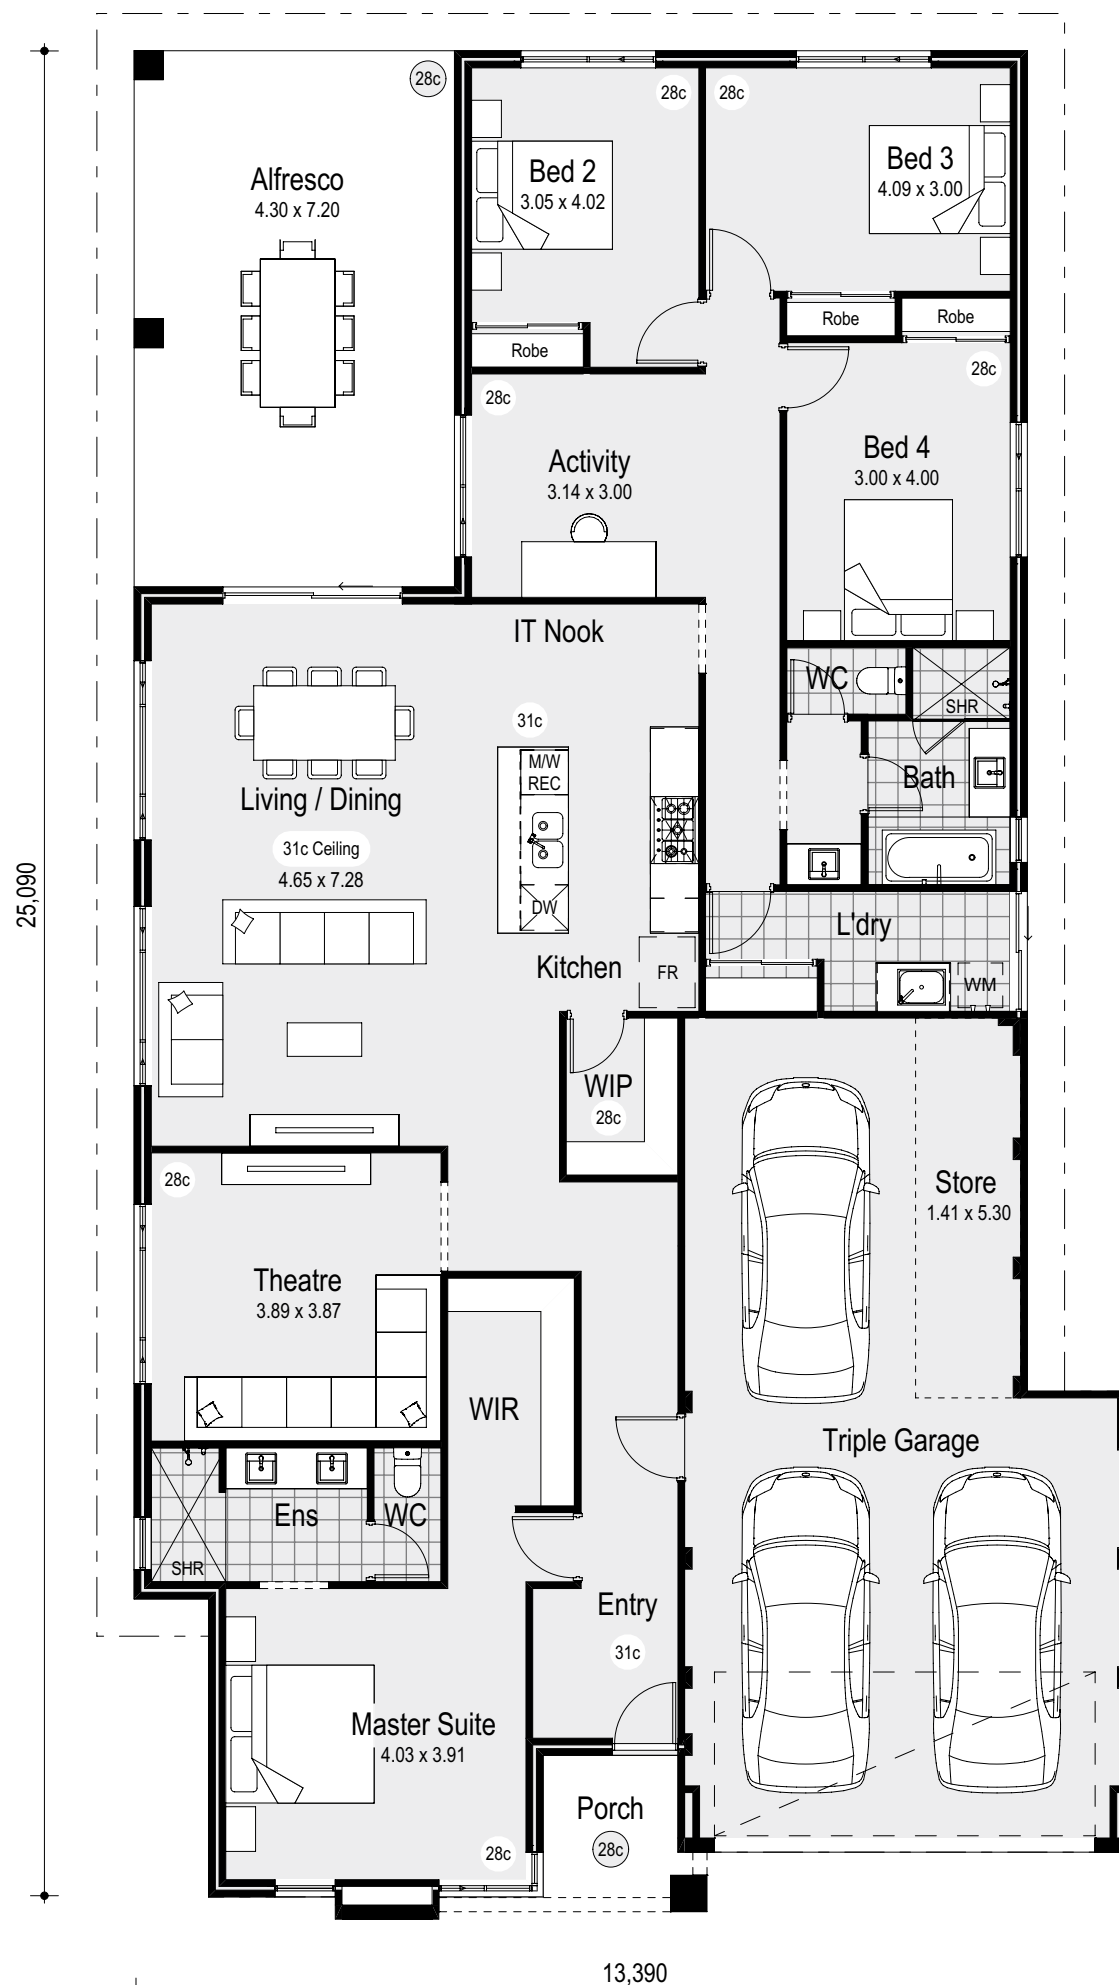 28c
28c
28c
Alfresco
4.30 x 7.20
Bed 2
3.05 x 4.02
Bed 3
4.09 x 3.00
Robe
Robe
Robe
28c
28c
Activity
3.14 x 3.00
Bed 4
3.00 x 4.00
IT Nook
WC
SHR
31c
M/W
REC
Bath
Living / Dining
31c Ceiling
4.65 x 7.28
25,090
DW
L'dry
Kitchen
FR
WM
WIP
28c
28c
Store
1.41 x 5.30
Theatre
3.89 x 3.87
WIR
Triple Garage
Ens
WC
SHR
Entry
31c
Master Suite
4.03 x 3.91
Porch
28c
28c
13,390